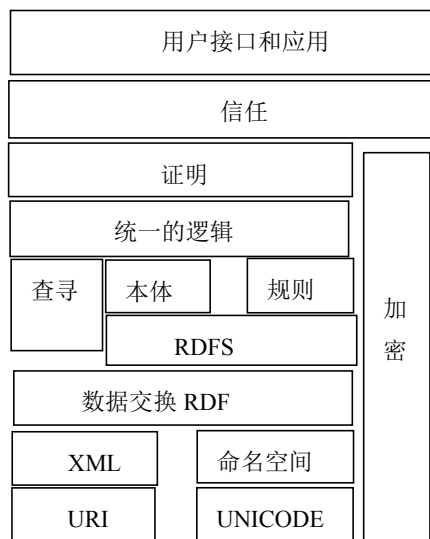 用户接口和应用
信任
证明
统一的逻辑
查寻
本体
规则
RDFS
数据交换 RDF
XML
命名空间
URI
UNICODE
加
密